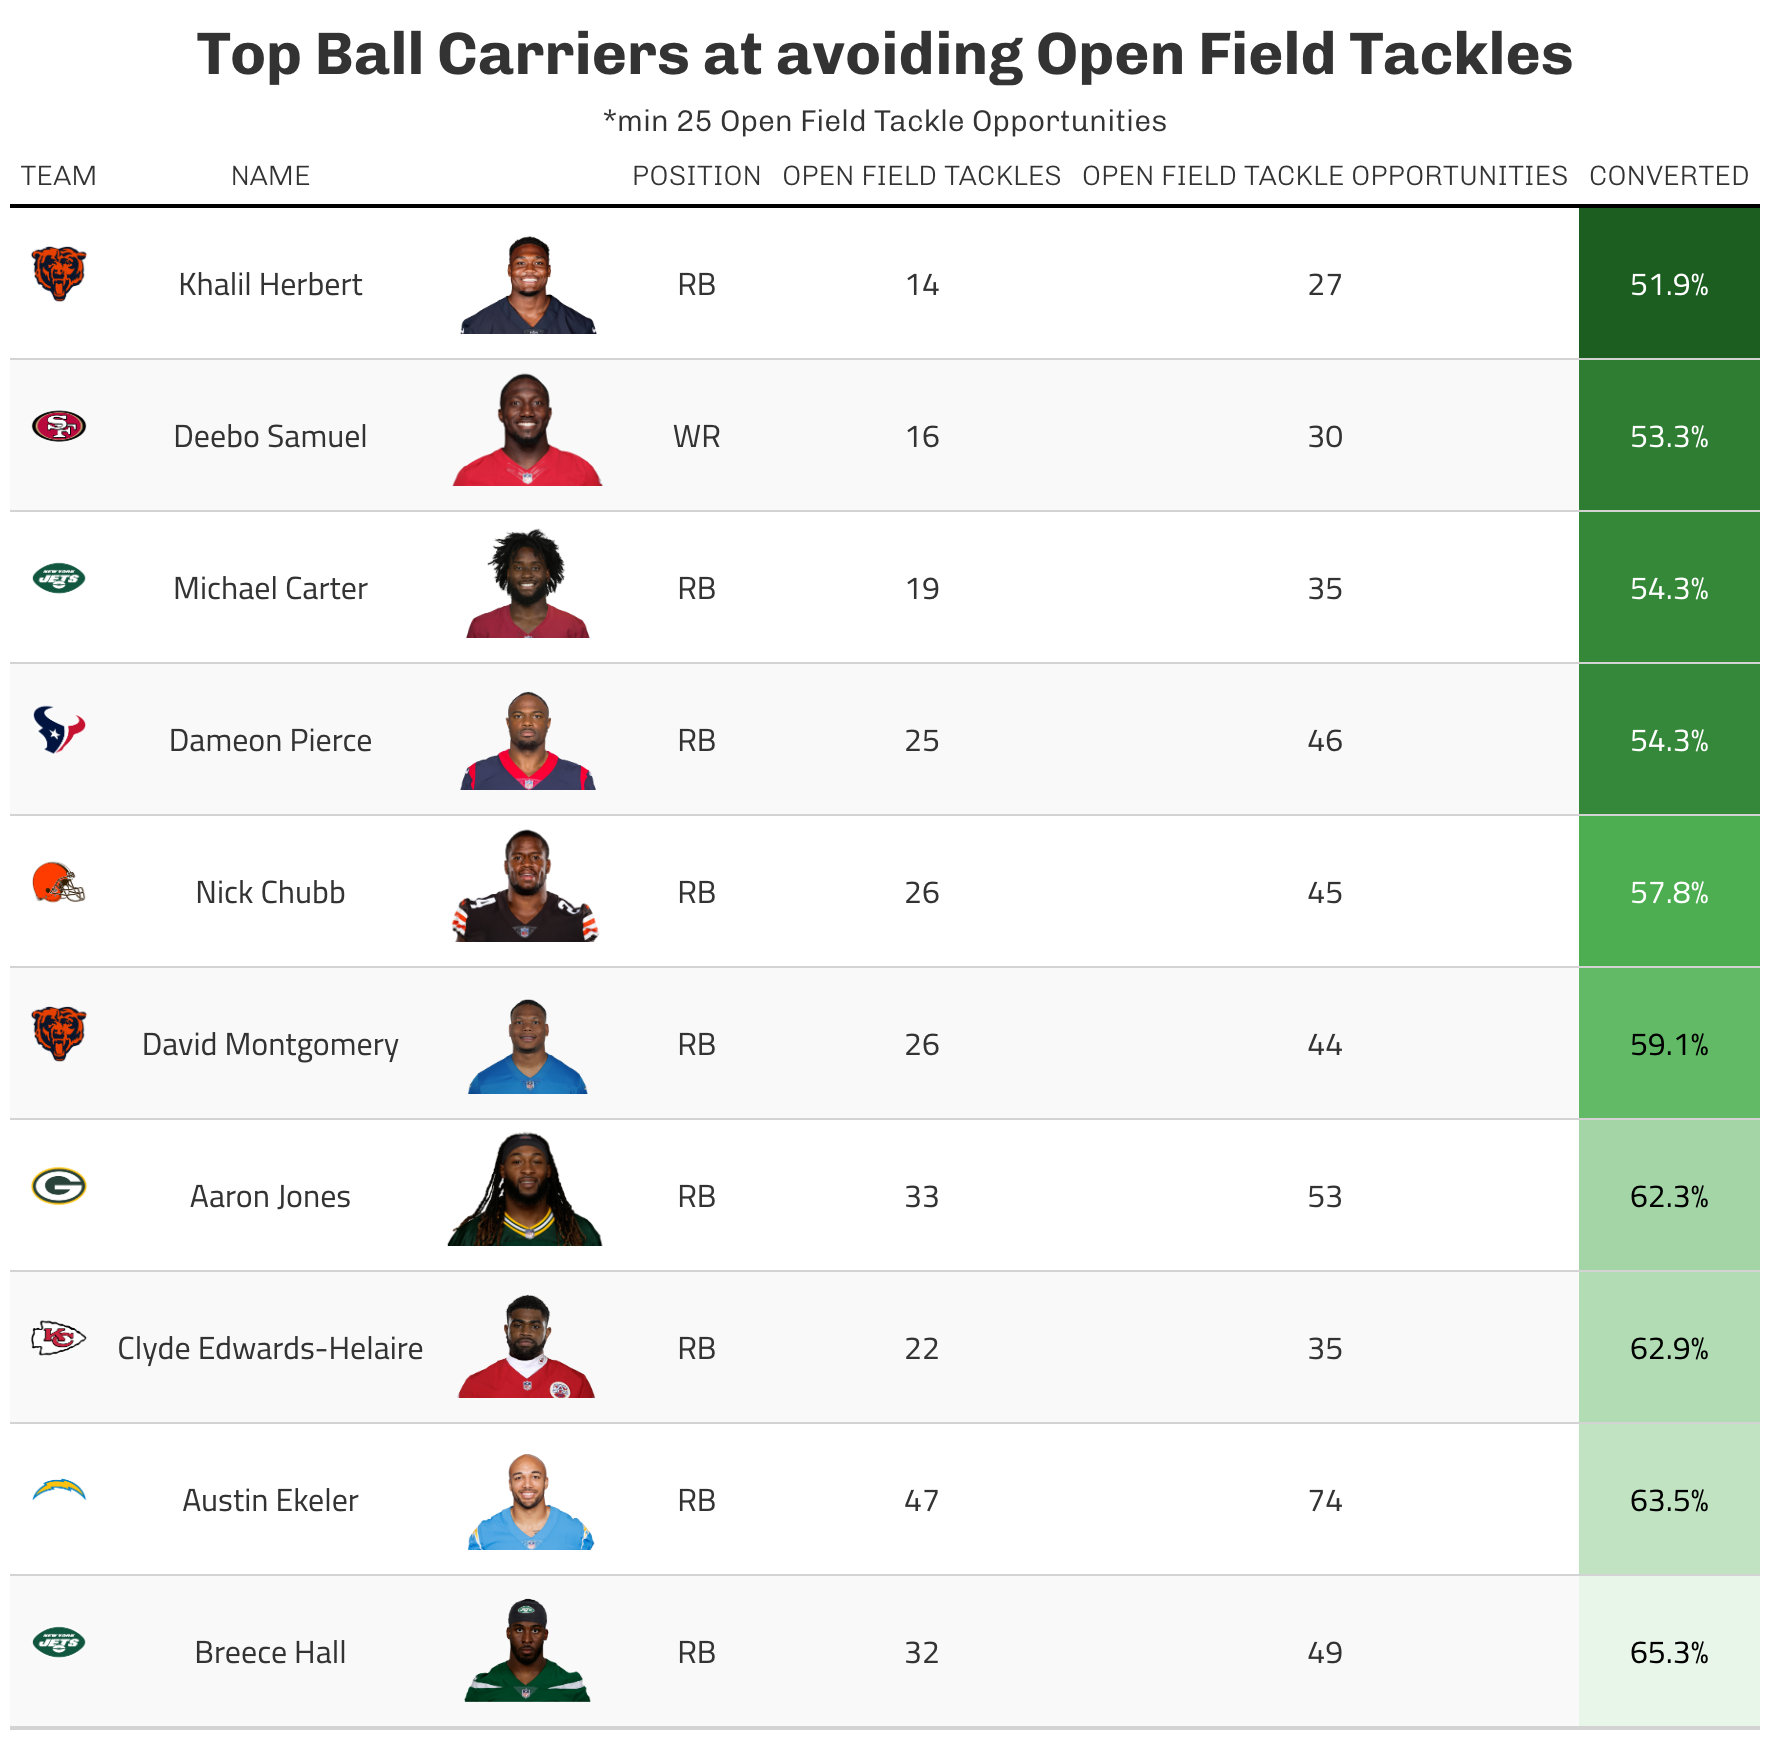 Top Ball Carriers at avoiding Open Field Tackles
*min 25 Open Field Tackle Opportunities
TEAM NAME POSITION OPEN FIELD TACKLES OPEN FIELD TACKLE OPPORTUNITIES CONVERTED
Khalil Herbert RB 14 27 51.9%
SF Deebo Samuel WR 16 30 53.3%
NEW YORK JETS Michael Carter RB 19 35 54.3%
Dameon Pierce RB 25 46 54.3%
Nick Chubb RB 26 45 57.8%
David Montgomery RB 26 44 59.1%
G Aaron Jones RB 33 53 62.3%
KC Clyde Edwards-Helaire RB 22 35 62.9%
Austin Ekeler RB 47 74 63.5%
NEW YORK JETS Breece Hall RB 32 49 65.3%